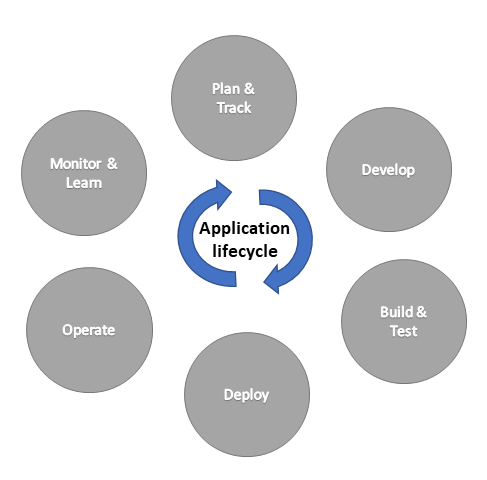 Plan &
Track
Develop
Build &
Test
Deploy
Operate
Monitor &
Learn
Application
lifecycle